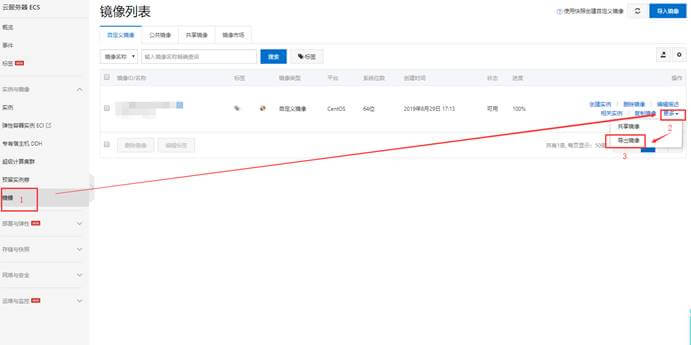 云服务器 ECS
概览
事件
标签
实例与镜像
实例
弹性容器实例 ECI
专有宿主机 DDH
超级计算集群
预留实例券
镜像
1
部署与弹性
存储与快照
网络与安全
运维与监控
镜像列表
使用快照创建自定义镜像
导入镜像
自定义镜像 公共镜像 共享镜像 镜像市场
镜像名称 输入镜像名称精确查询 搜索 标签
镜像ID/名称 标签 镜像类型 平台 系统位数 创建时间 状态 进度 操作
自定义镜像 CentOS 64位 2019年8月29日 17:13 可用 100%
创建实例 删除镜像 编辑描述
相关实例 复制镜像 更多
2
共享镜像
导出镜像
3
删除镜像 编辑标签
共有1条, 每页显示: 50条